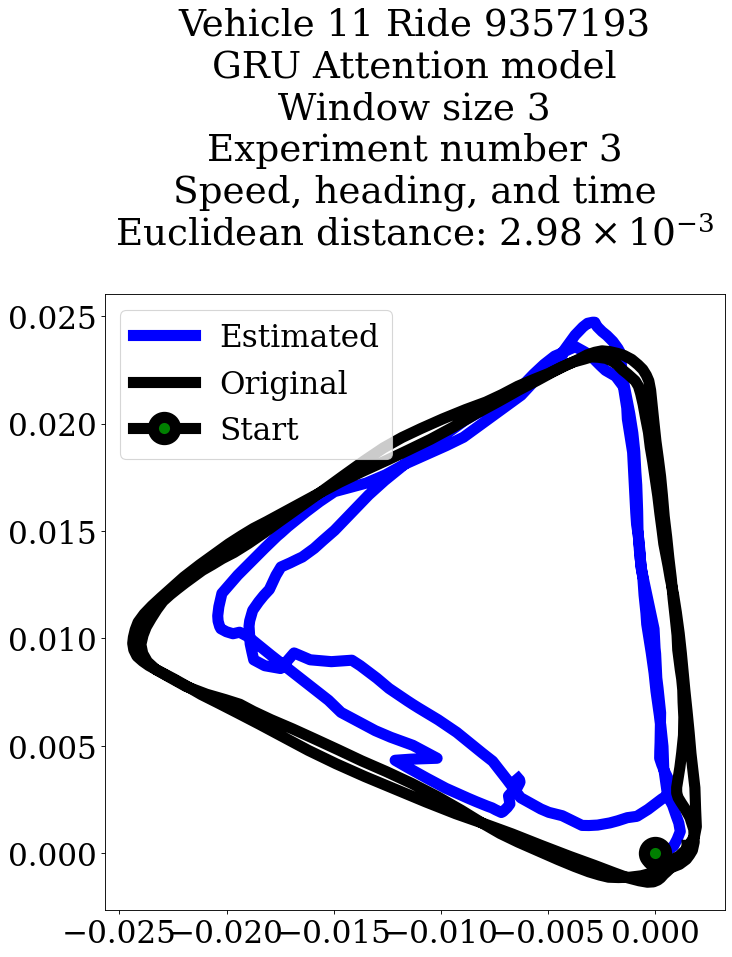 Vehicle 11 Ride 9357193
GRU Attention model
Window size 3
Experiment number 3
Speed, heading, and time
Euclidean distance: 2.98 × 10⁻³
0.025
Estimated
Original
0.020
Start
0.015
0.010
0.005
0.000
−0.025 −0.020 −0.015 −0.010 −0.005 0.000